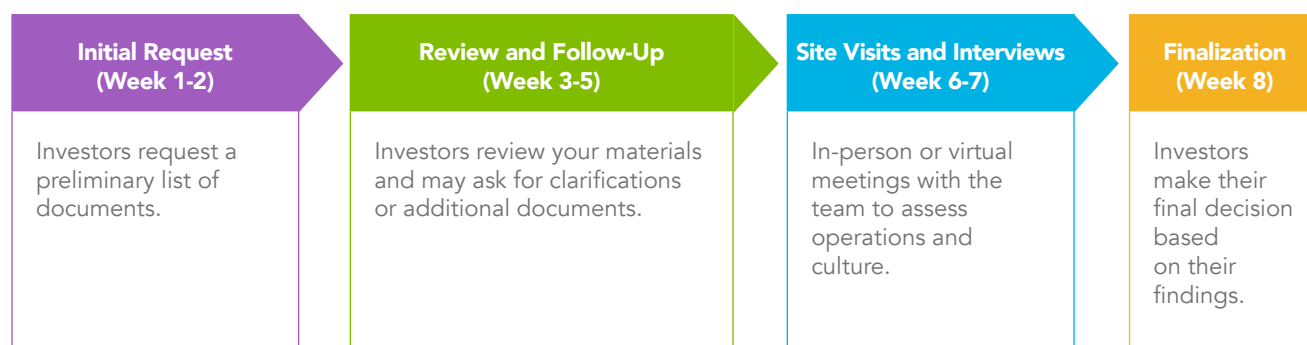 Initial Request
(Week 1-2)
Investors request a
preliminary list of
documents.
Review and Follow-Up
(Week 3-5)
Investors review your materials
and may ask for clarifications
or additional documents.
Site Visits and Interviews
(Week 6-7)
In-person or virtual
meetings with the
team to assess
operations and
culture.
Finalization
(Week 8)
Investors
make their
final decision
based
on their
findings.